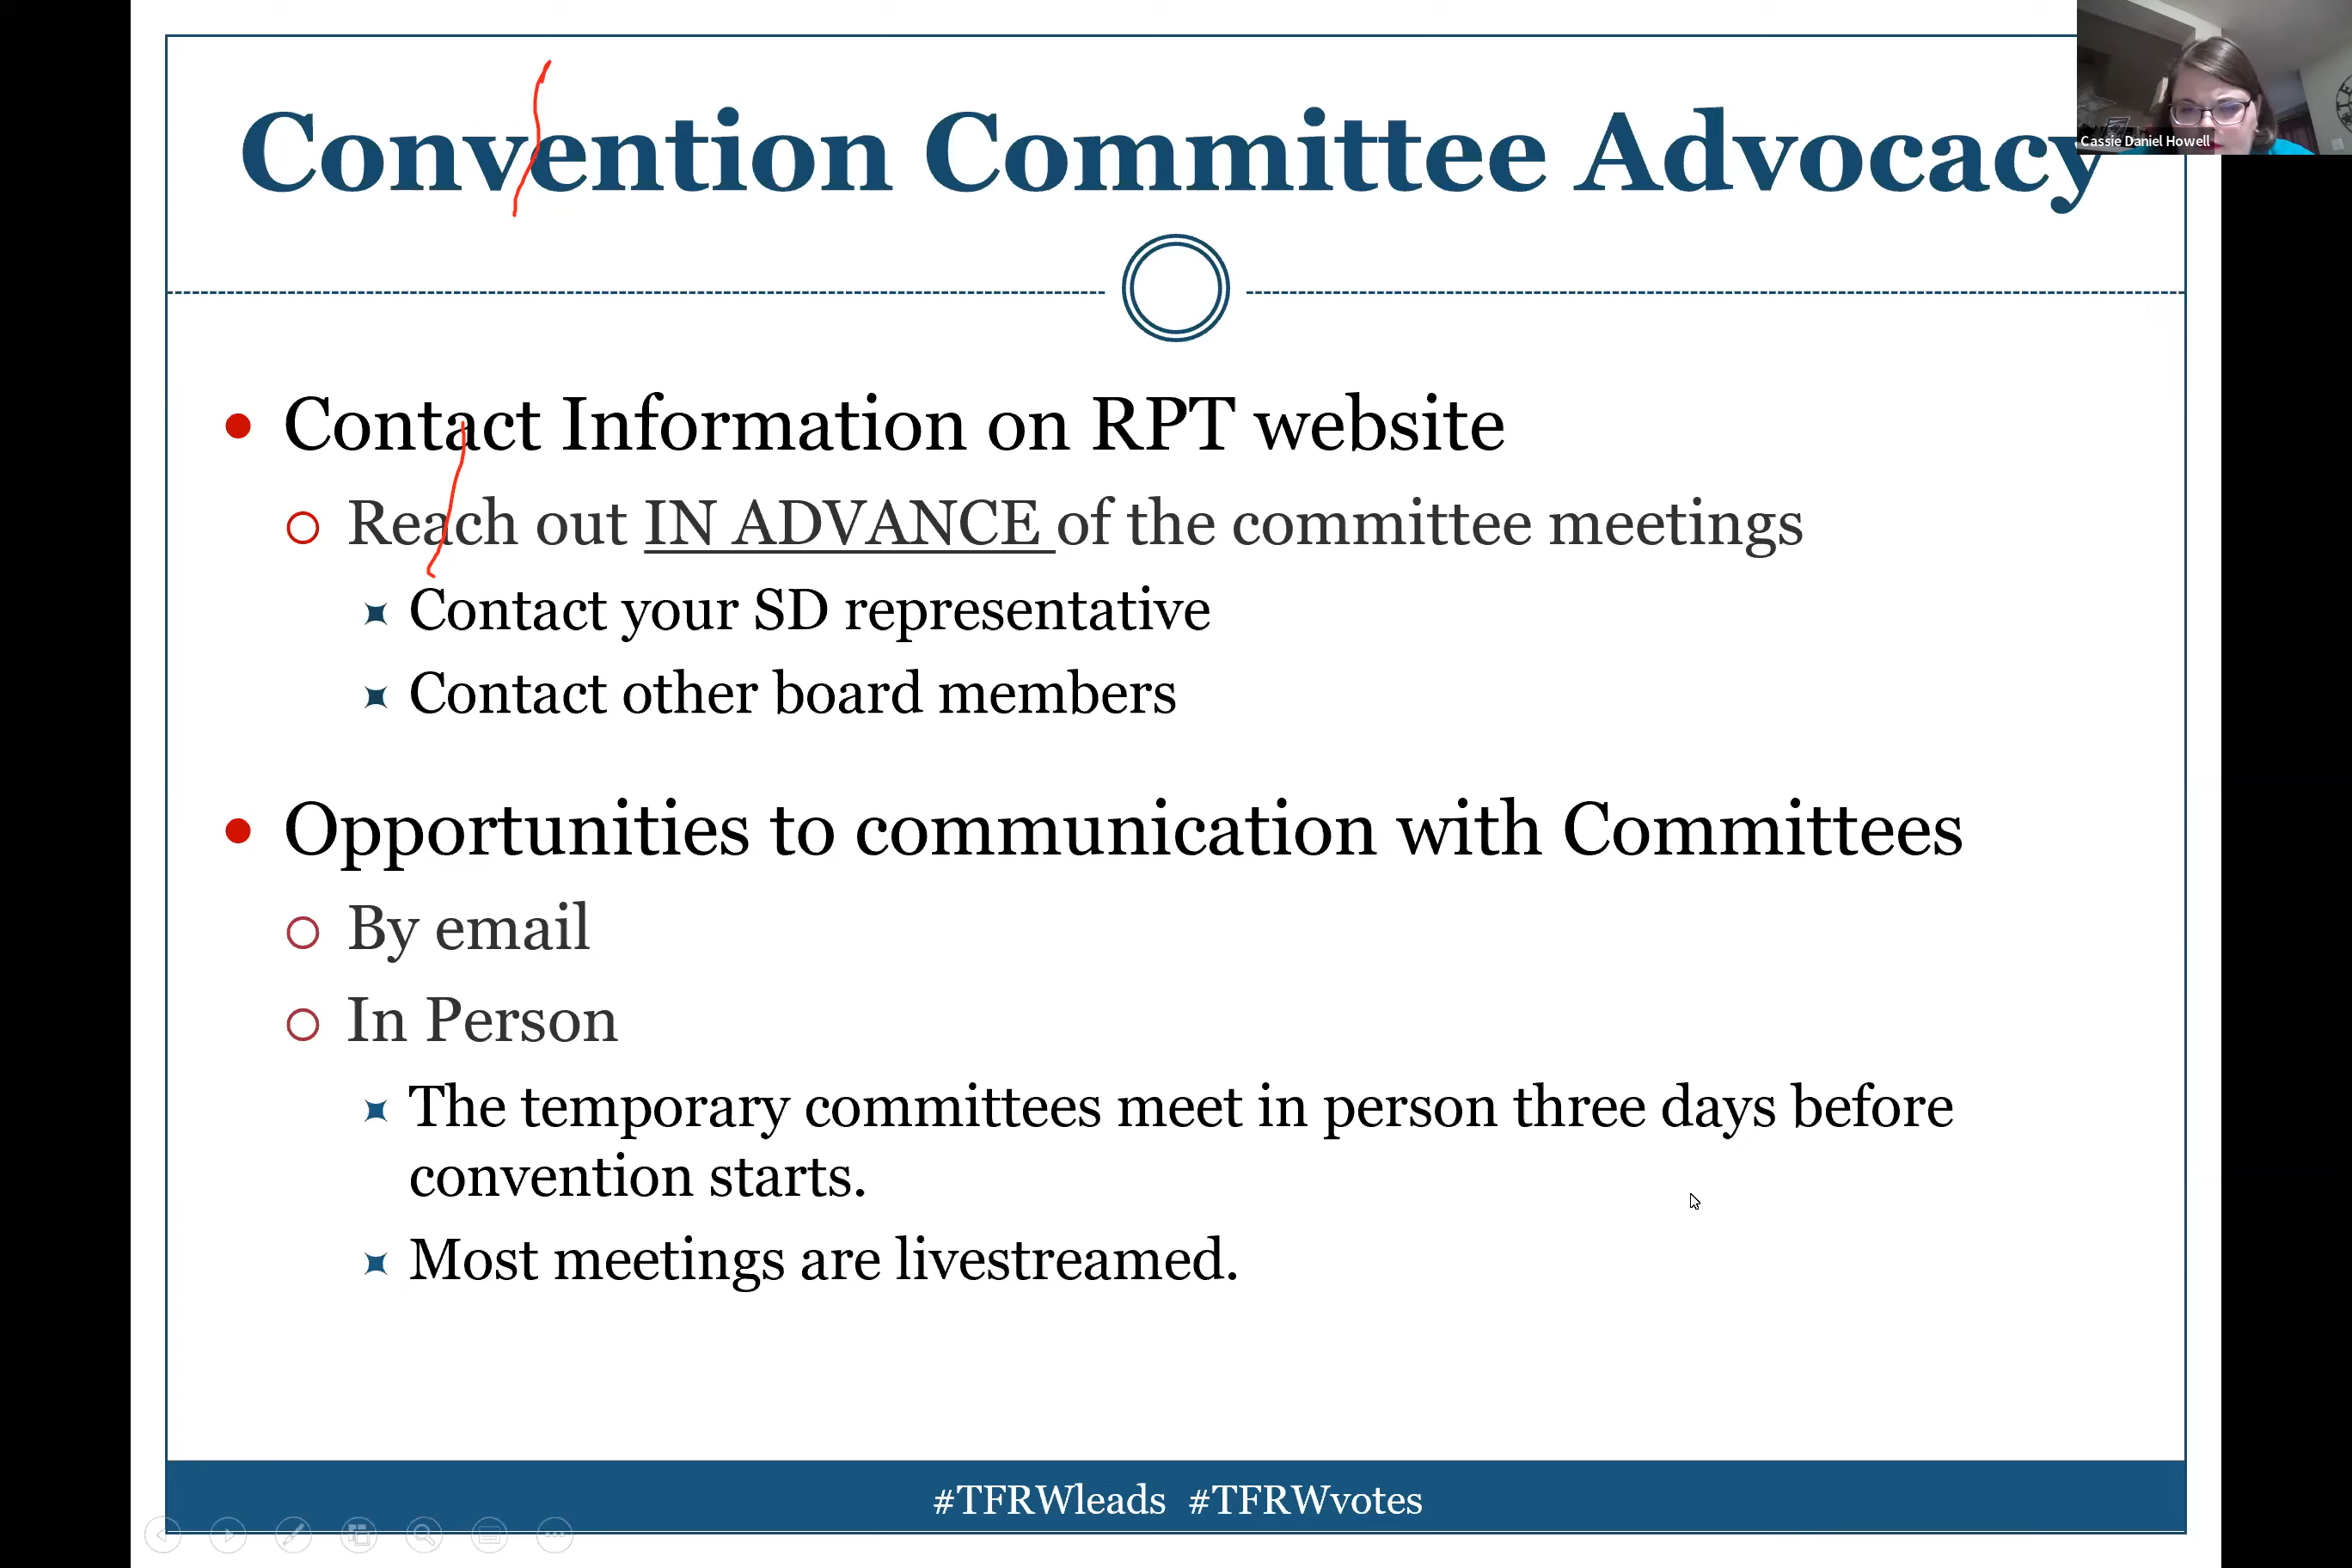 Convention Committee Advocacy
Cassie Daniel Howell
Contact Information on RPT website
Reach out IN ADVANCE of the committee meetings
Contact your SD representative
Contact other board members
Opportunities to communication with Committees
By email
In Person
The temporary committees meet in person three days before
convention starts.
Most meetings are livestreamed.
#TFRWleads #TFRWvotes